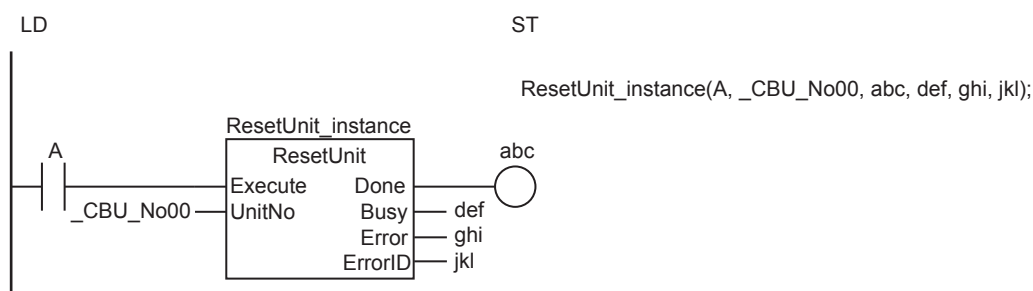 LD
ST
ResetUnit_instance(A, _CBU_No00, abc, def, ghi, jkl);
ResetUnit_instance
A
ResetUnit
abc
Execute Done
_CBU_No00 UnitNo Busy def
Error ghi
ErrorID jkl